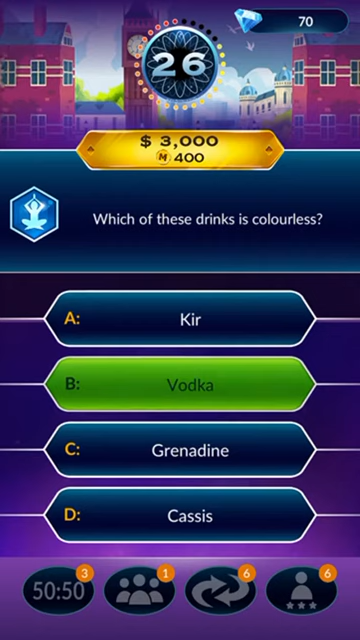 70
26
$ 3,000
M 400
Which of these drinks is colourless?
A: Kir
B: Vodka
C: Grenadine
D: Cassis
3 1 6 6
50:50